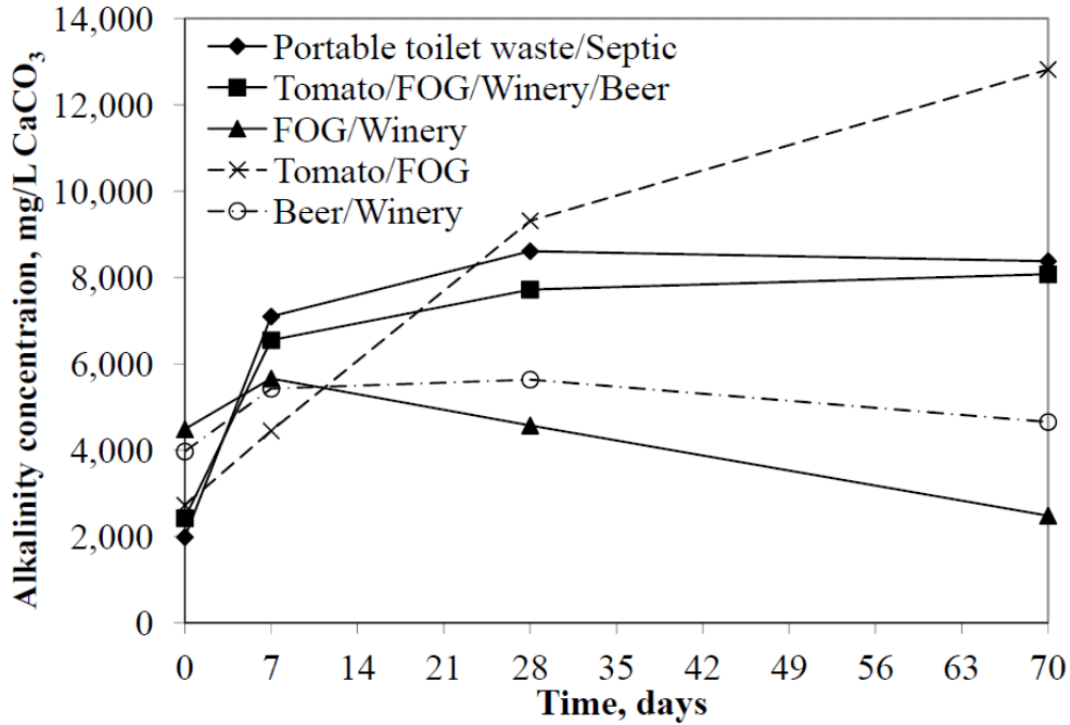 Alkalinity concentraion, mg/L CaCO₃
14,000
12,000
10,000
8,000
6,000
4,000
2,000
0
Portable toilet waste/Septic
Tomato/FOG/Winery/Beer
FOG/Winery
Tomato/FOG
Beer/Winery
0 7 14 21 28 35 42 49 56 63 70
Time, days